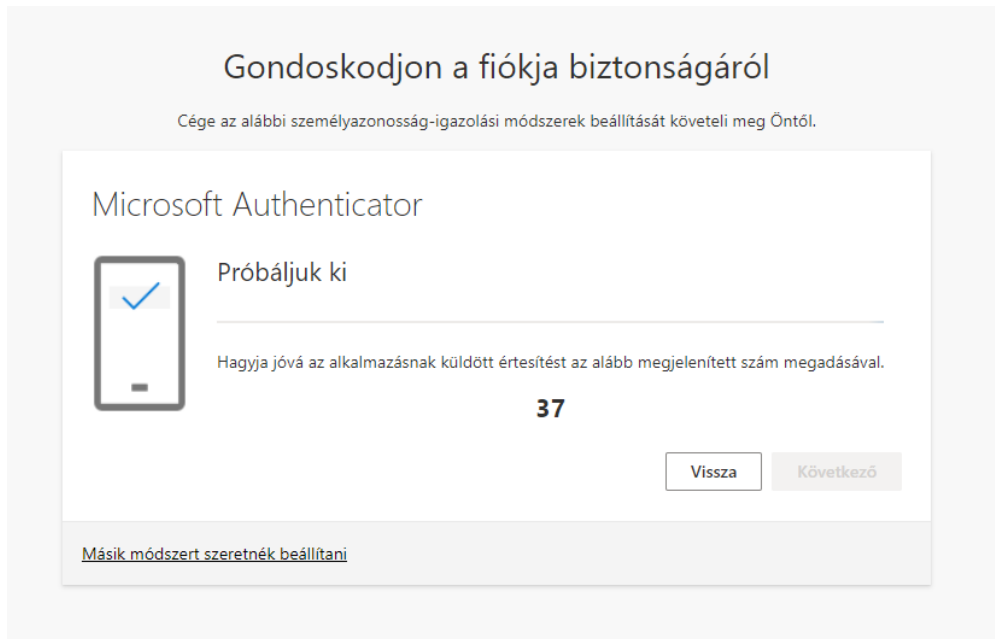 Gondoskodjon a fiókja biztonságáról
Cége az alábbi személyazonosság-igazolási módszerek beállítását követeli meg Öntől.
Microsoft Authenticator
Próbáljuk ki
Hagyja jóvá az alkalmazásnak küldött értesítést az alább megjelenített szám megadásával.
37
Vissza
Következő
Másik módszert szeretnék beállítani